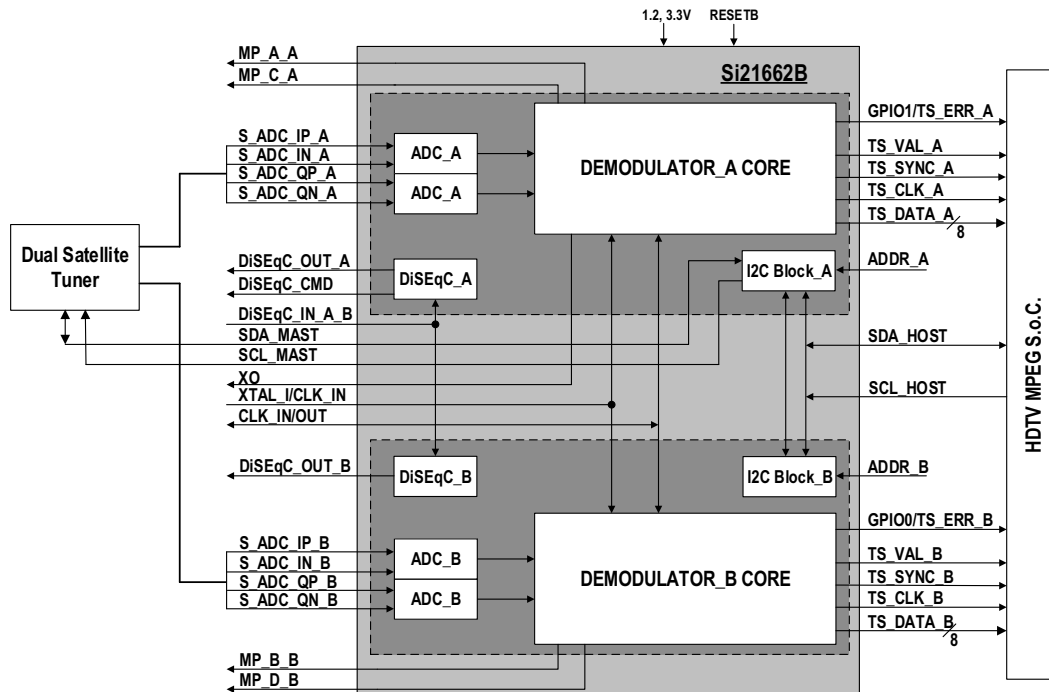 1.2, 3.3V
RESETB
Si21662B
MP_A_A
MP_C_A
S_ADC_IP_A
S_ADC_IN_A
S_ADC_QP_A
S_ADC_QN_A
ADC_A
ADC_A
DEMODULATOR_A CORE
GPIO1/TS_ERR_A
TS_VAL_A
TS_SYNC_A
TS_CLK_A
TS_DATA_A
8
Dual Satellite
Tuner
DiSEqC_OUT_A
DiSEqC_CMD
DiSEqC_A
I2C Block_A
ADDR_A
DiSEqC_IN_A_B
SDA_MAST
SCL_MAST
SDA_HOST
XO
XTAL_I/CLK_IN
CLK_IN/OUT
SCL_HOST
HDTV MPEG S.o.C.
DiSEqC_OUT_B
DiSEqC_B
I2C Block_B
ADDR_B
S_ADC_IP_B
S_ADC_IN_B
S_ADC_QP_B
S_ADC_QN_B
ADC_B
ADC_B
DEMODULATOR_B CORE
GPIO0/TS_ERR_B
TS_VAL_B
TS_SYNC_B
TS_CLK_B
TS_DATA_B
8
MP_B_B
MP_D_B